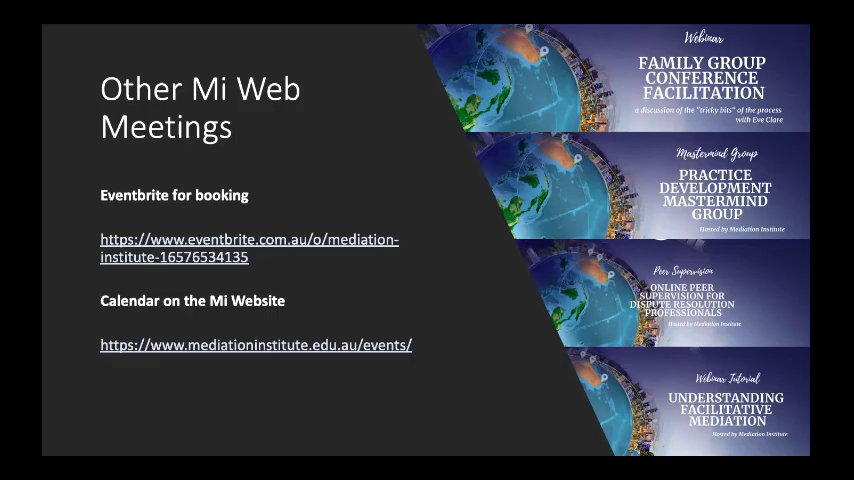 Other Mi Web
Meetings
Eventbrite for booking
https://www.eventbrite.com.au/o/mediation-
institute-16576534135
Calendar on the Mi Website
https://www.mediationinstitute.edu.au/events/
Webinar
FAMILY GROUP
CONFERENCE
FACILITATION
a discussion of the "tricky bits" of the process
with Eve Clare
Mastermind Group
PRACTICE
DEVELOPMENT
MASTERMIND
GROUP
Hosted by Mediation Institute
Peer Supervision
ONLINE PEER
SUPERVISION FOR
DISPUTE RESOLUTION
PROFESSIONALS
Hosted by Mediation Institute
Webinar Tutorial
UNDERSTANDING
FACILITATIVE
MEDIATION
Hosted by Mediation Institute